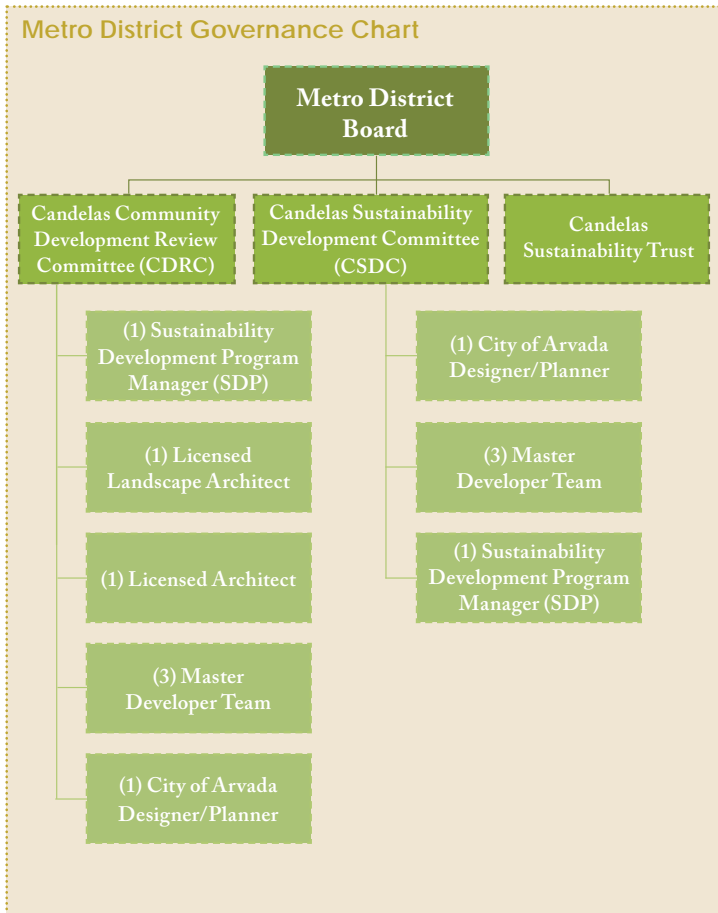 Metro District Governance Chart
Metro District
Board
Candelas Community
Development Review
Committee (CDRC)
Candelas Sustainability
Development Committee
(CSDC)
Candelas
Sustainability Trust
(1) Sustainability
Development Program
Manager (SDP)
(1) Licensed
Landscape Architect
(1) Licensed Architect
(3) Master
Developer Team
(1) City of Arvada
Designer/Planner
(1) City of Arvada
Designer/Planner
(3) Master
Developer Team
(1) Sustainability
Development Program
Manager (SDP)